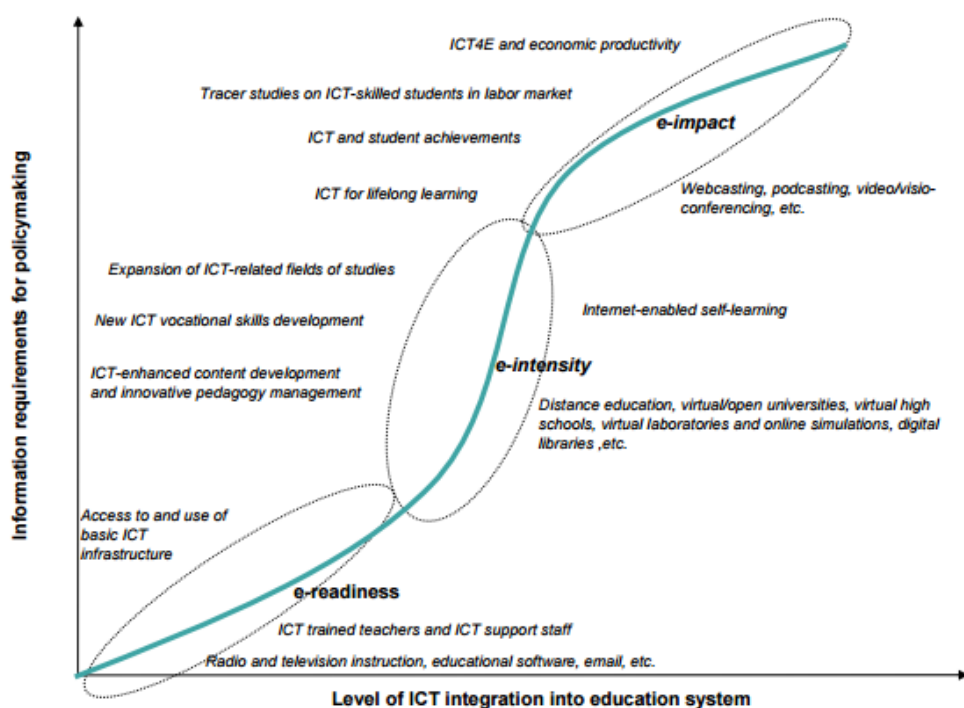 ICT4E and economic productivity
Tracer studies on ICT-skilled students in labor market
e-impact
ICT and student achievements
ICT for lifelong learning
Webcasting, podcasting, video/visio-
conferencing, etc.
Expansion of ICT-related fields of studies
New ICT vocational skills development
Internet-enabled self-learning
e-intensity
ICT-enhanced content development
and innovative pedagogy management
Distance education, virtual/open universities, virtual high
schools, virtual laboratories and online simulations, digital
libraries ,etc.
Access to and use of
basic ICT
infrastructure
e-readiness
ICT trained teachers and ICT support staff
Radio and television instruction, educational software, email, etc.
Information requirements for policymaking
Level of ICT integration into education system